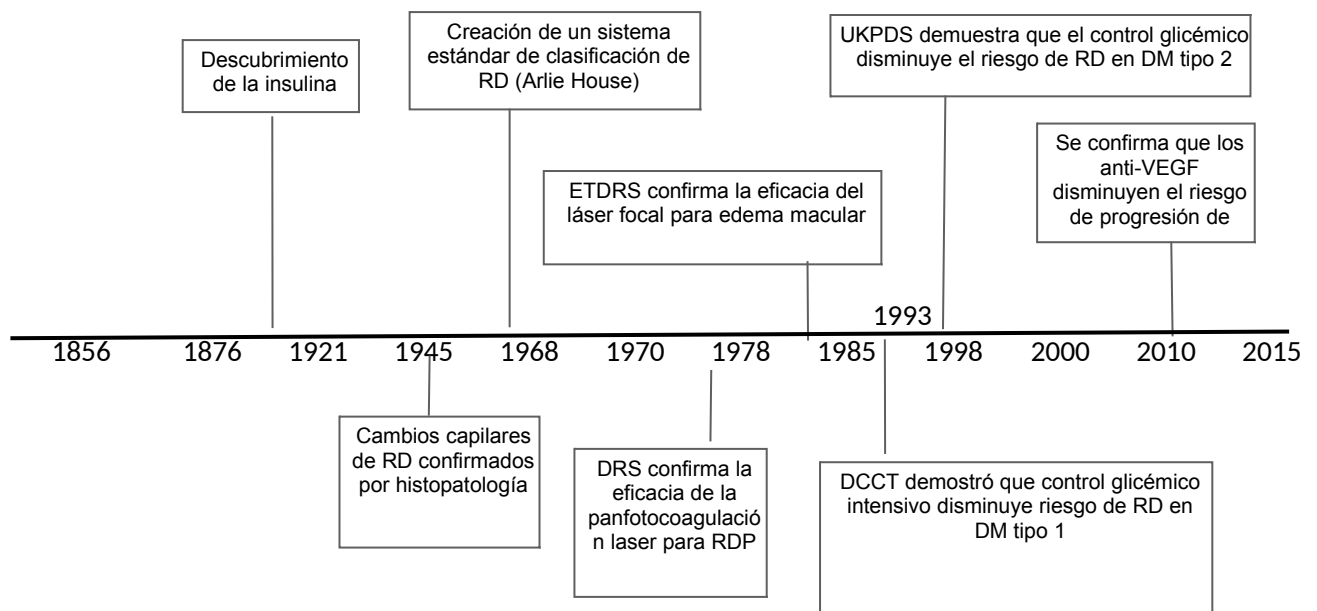 Descubrimiento
de la insulina
Creación de un sistema
estándar de clasificación de
RD (Arlie House)
UKPDS demuestra que el control glicémico
disminuye el riesgo de RD en DM tipo 2
Se confirma que los
anti-VEGF
disminuyen el riesgo
de progresión de
ETDRS confirma la eficacia del
láser focal para edema macular
1993
1856 1876 1921 1945 1968 1970 1978 1985 1998 2000 2010 2015
Cambios capilares
de RD confirmados
por histopatología
DRS confirma la
eficacia de la
panfotocoagulació
n laser para RDP
DCCT demostró que control glicémico
intensivo disminuye riesgo de RD en
DM tipo 1